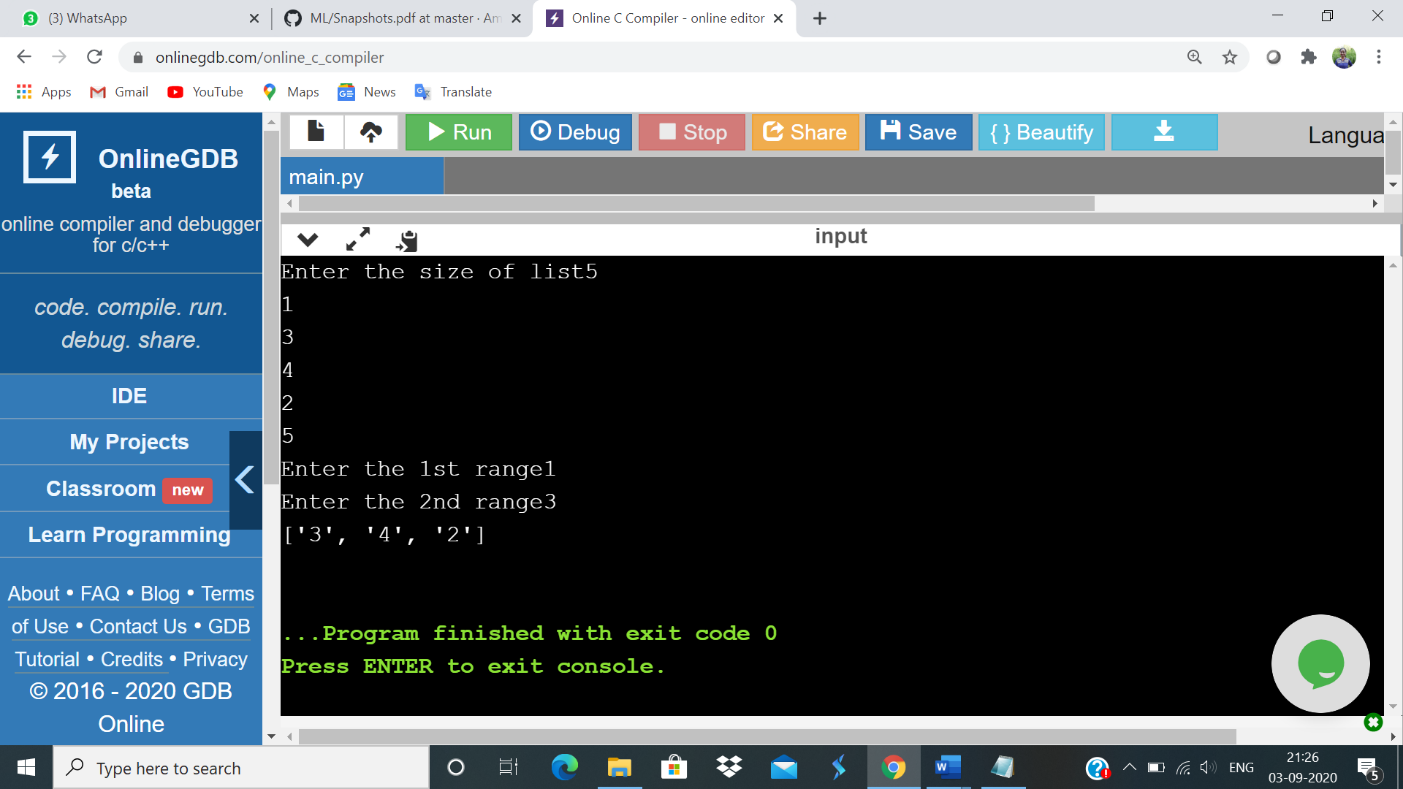 3
(3) WhatsApp
ML/Snapshots.pdf at master · Am
Online C Compiler - online editor
onlinegdb.com/online_c_compiler
Apps Gmail YouTube Maps News Translate
Run Debug Stop Share Save { } Beautify Langua
OnlineGDB
beta
online compiler and debugger
for c/c++
code. compile. run.
debug. share.
IDE
My Projects
Classroom new
Learn Programming
About • FAQ • Blog • Terms
of Use • Contact Us • GDB
Tutorial • Credits • Privacy
© 2016 - 2020 GDB
Online
main.py
input
Enter the size of list5
1
3
4
2
5
Enter the 1st range1
Enter the 2nd range3
['3', '4', '2']
...Program finished with exit code 0
Press ENTER to exit console.
Type here to search
ENG
21:26
03-09-2020
5